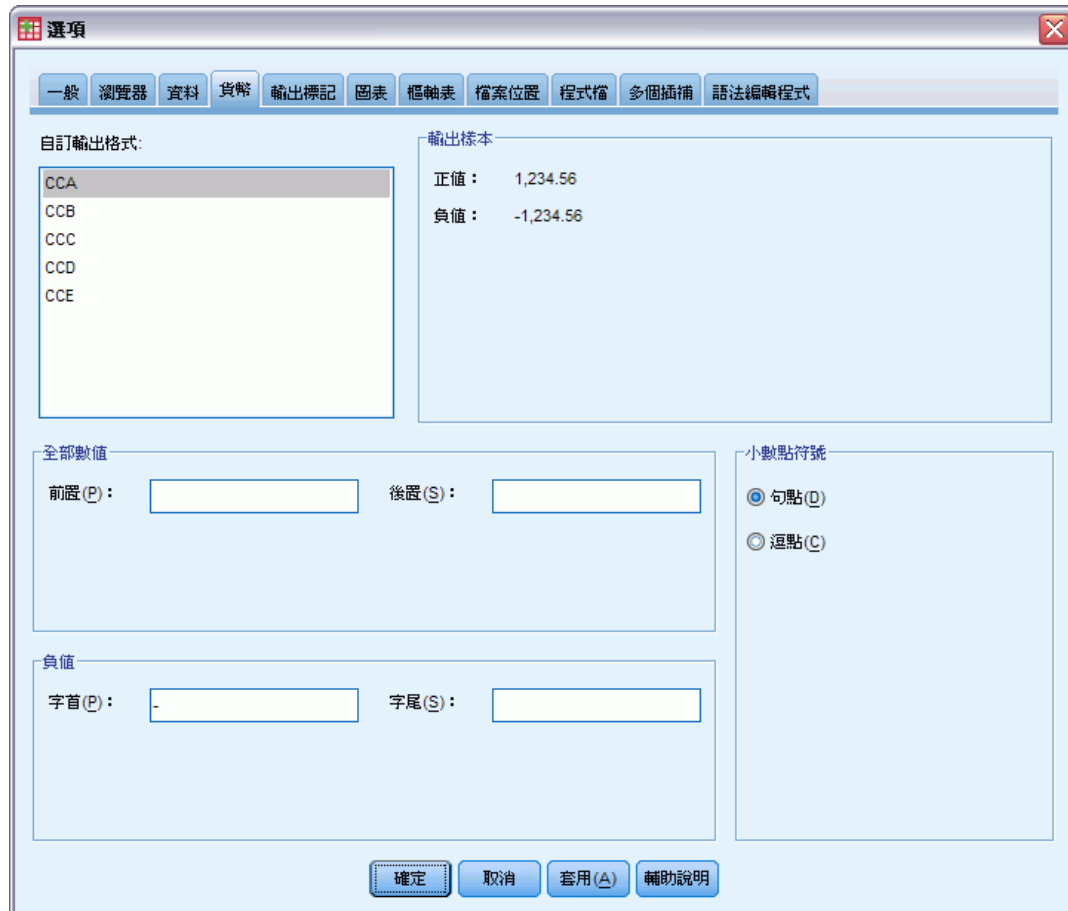 選項
一般 瀏覽器 資料 貨幣 輸出標記 圖表 樞軸表 檔案位置 程式檔 多個插補 語法編輯程式
自訂輸出格式:
CCA
CCB
CCC
CCD
CCE
輸出樣本
正值： 1,234.56
負值： -1,234.56
全部數值
前置(P)： 後置(S)：
小數點符號
句點(D)
逗點(C)
負值
字首(P)： - 字尾(S)：
確定 取消 套用(A) 輔助說明